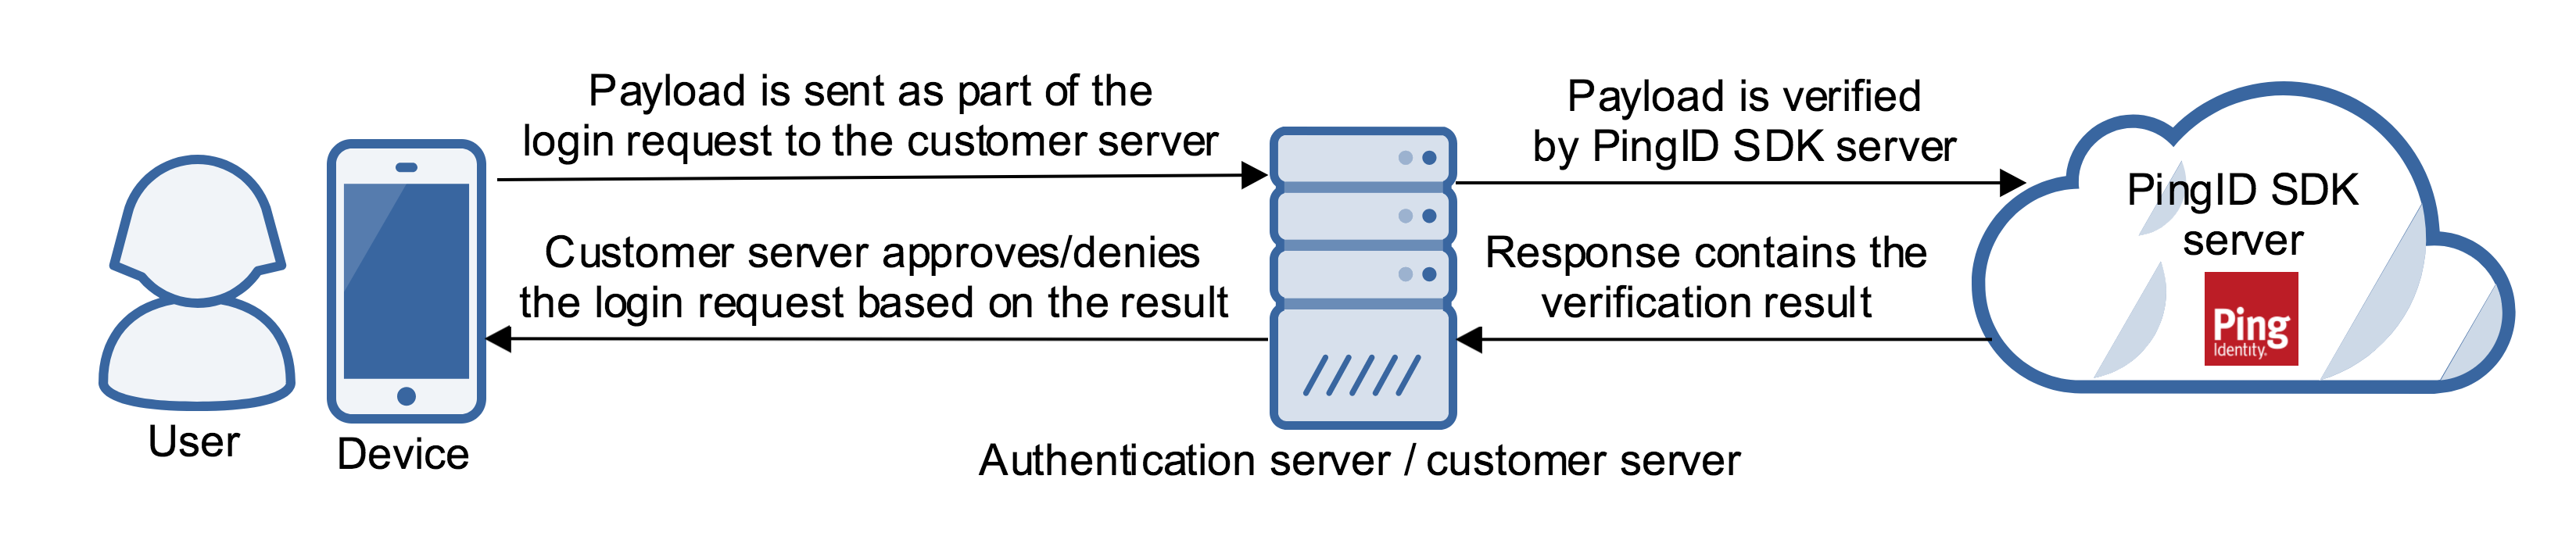 Payload is sent as part of the
login request to the customer server
Payload is verified
by PingID SDK server
PingID SDK
server
Customer server approves/denies
the login request based on the result
Response contains the
verification result
Ping
Identity.
User
Device
Authentication server / customer server